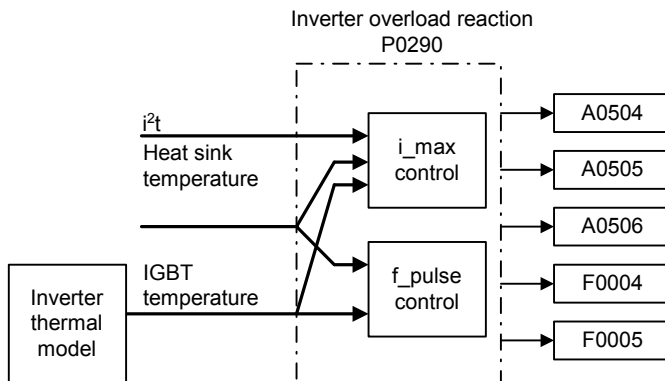 Inverter overload reaction
P0290
i²t
Heat sink
temperature
IGBT
temperature
Inverter
thermal
model
i_max
control
f_pulse
control
A0504
A0505
A0506
F0004
F0005